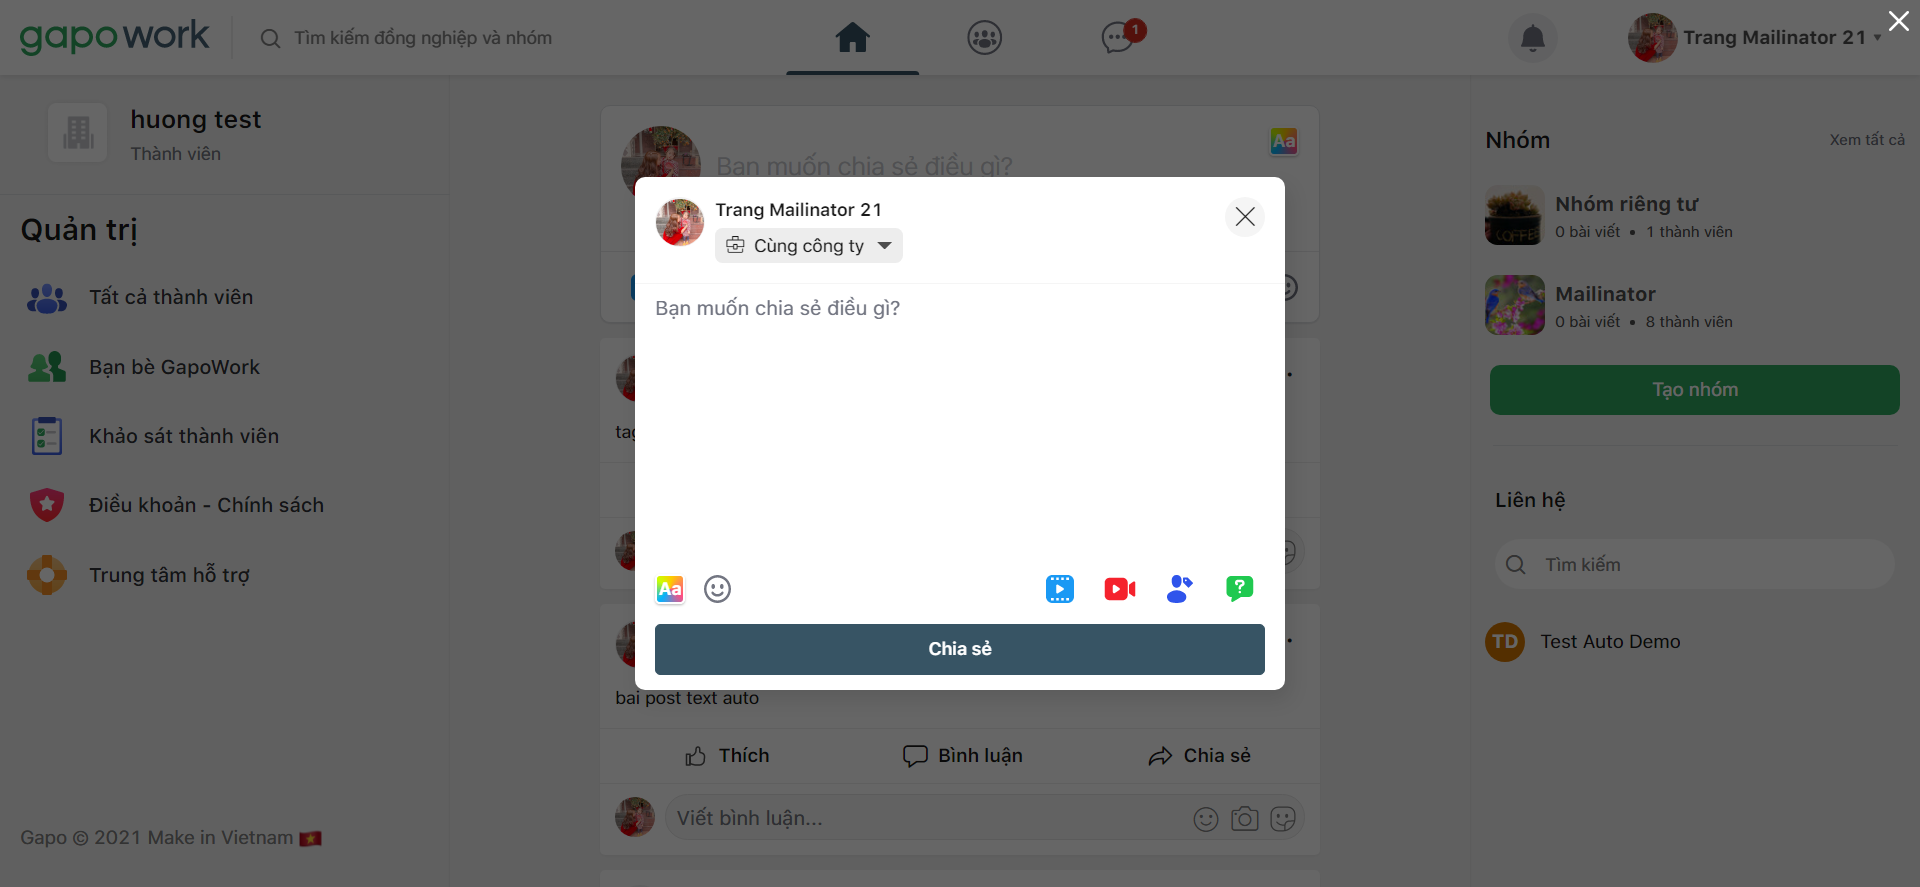 gapowork
Tìm kiếm đồng nghiệp và nhóm
1
Trang Mailinator 21
huong test
Thành viên
Quản trị
Tất cả thành viên
Bạn bè GapoWork
Khảo sát thành viên
Điều khoản - Chính sách
Trung tâm hỗ trợ
Gapo © 2021 Make in Vietnam
Bạn muốn chia sẻ điều gì?
Aa
Trang Mailinator 21
Cùng công ty
Bạn muốn chia sẻ điều gì?
Aa
?
Chia sẻ
bai post text auto
Thích
Bình luận
Chia sẻ
Viết bình luận...
Nhóm
Xem tất cả
Nhóm riêng tư
0 bài viết • 1 thành viên
Mailinator
0 bài viết • 8 thành viên
Tạo nhóm
Liên hệ
Tìm kiếm
TD
Test Auto Demo